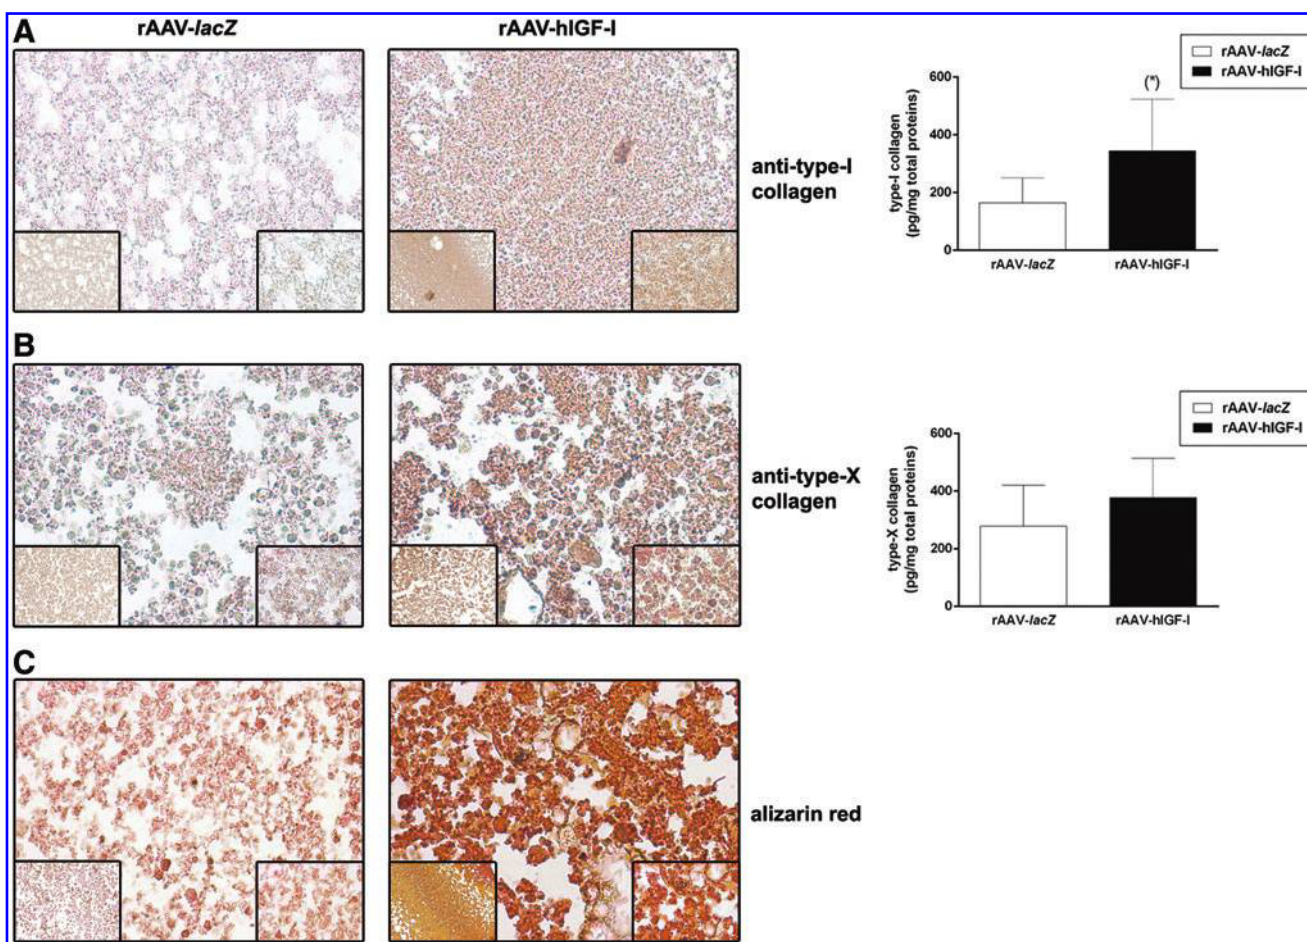 A
rAAV-lacZ
rAAV-hIGF-I
anti-type-I
collagen
rAAV-lacZ
rAAV-hIGF-I
type-I collagen
(pg/mg total proteins)
600
400
200
0
(*)
rAAV-lacZ
rAAV-hIGF-I
B
anti-type-X
collagen
rAAV-lacZ
rAAV-hIGF-I
type-X collagen
(pg/mg total proteins)
600
400
200
0
rAAV-lacZ
rAAV-hIGF-I
C
alizarin red